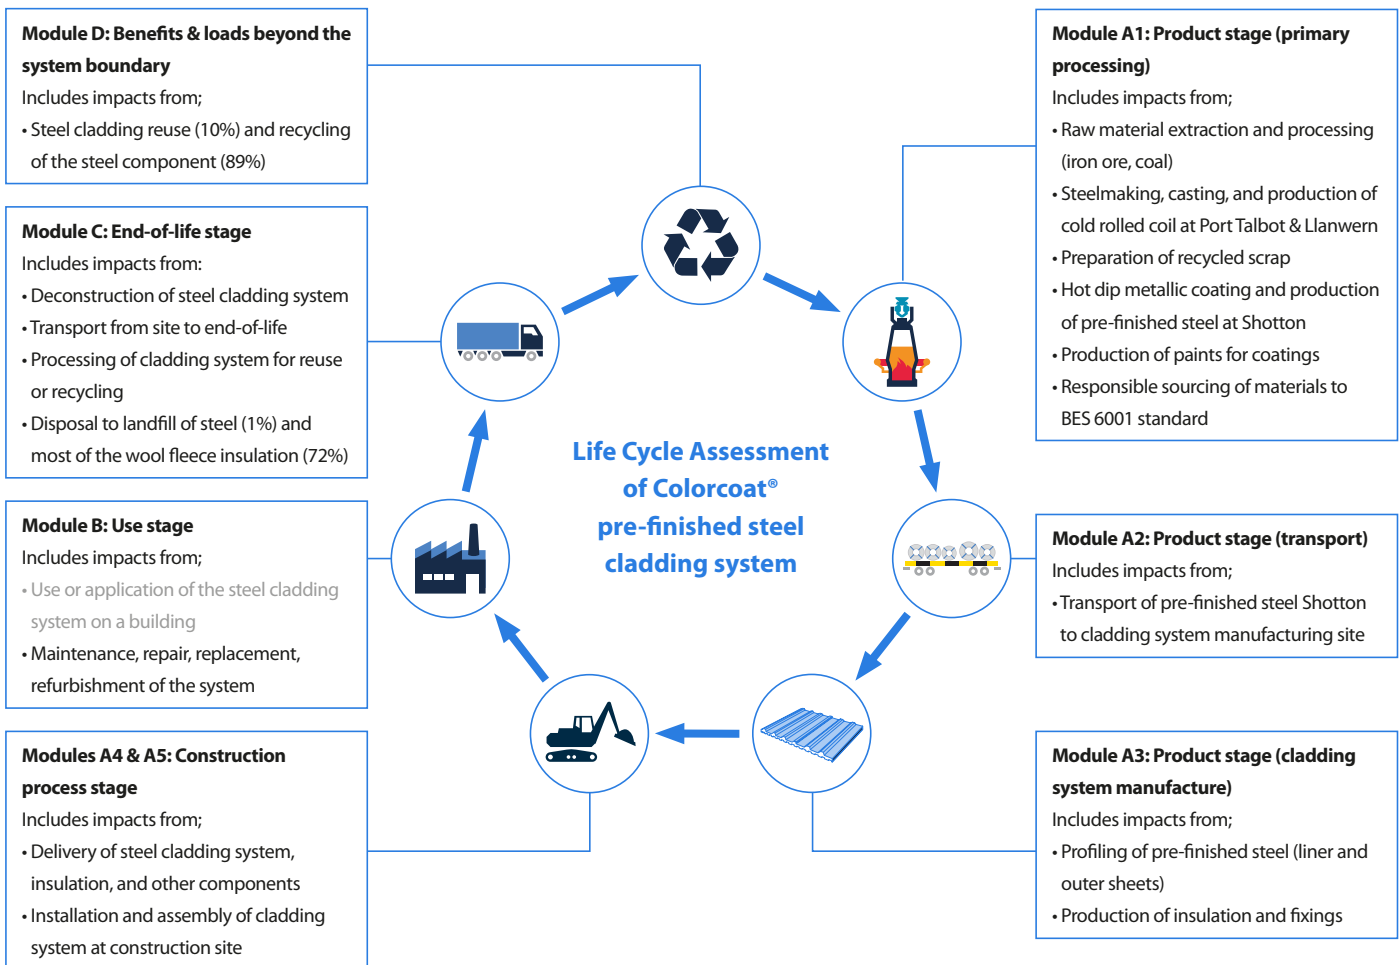 Module D: Benefits & loads beyond the
system boundary
Includes impacts from;
• Steel cladding reuse (10%) and recycling
of the steel component (89%)
Module C: End-of-life stage
Includes impacts from:
• Deconstruction of steel cladding system
• Transport from site to end-of-life
• Processing of cladding system for reuse
or recycling
• Disposal to landfill of steel (1%) and
most of the wool fleece insulation (72%)
Module B: Use stage
Includes impacts from;
• Use or application of the steel cladding
system on a building
• Maintenance, repair, replacement,
refurbishment of the system
Modules A4 & A5: Construction
process stage
Includes impacts from;
• Delivery of steel cladding system,
insulation, and other components
• Installation and assembly of cladding
system at construction site
Life Cycle Assessment
of Colorcoat®
pre-finished steel
cladding system
Module A1: Product stage (primary
processing)
Includes impacts from;
• Raw material extraction and processing
(iron ore, coal)
• Steelmaking, casting, and production of
cold rolled coil at Port Talbot & Llanwern
• Preparation of recycled scrap
• Hot dip metallic coating and production
of pre-finished steel at Shotton
• Production of paints for coatings
• Responsible sourcing of materials to
BES 6001 standard
Module A2: Product stage (transport)
Includes impacts from;
• Transport of pre-finished steel Shotton
to cladding system manufacturing site
Module A3: Product stage (cladding
system manufacture)
Includes impacts from;
• Profiling of pre-finished steel (liner and
outer sheets)
• Production of insulation and fixings